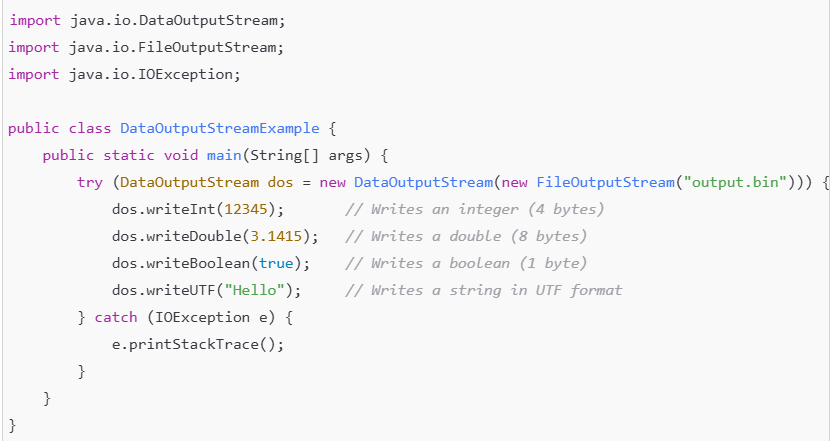 import java.io.DataOutputStream;
import java.io.FileOutputStream;
import java.io.IOException;
public class DataOutputStreamExample {
    public static void main(String[] args) {
        try (DataOutputStream dos = new DataOutputStream(new FileOutputStream("output.bin"))) {
            dos.writeInt(12345);       // Writes an integer (4 bytes)
            dos.writeDouble(3.1415);   // Writes a double (8 bytes)
            dos.writeBoolean(true);    // Writes a boolean (1 byte)
            dos.writeUTF("Hello");     // Writes a string in UTF format
        } catch (IOException e) {
            e.printStackTrace();
        }
    }
}